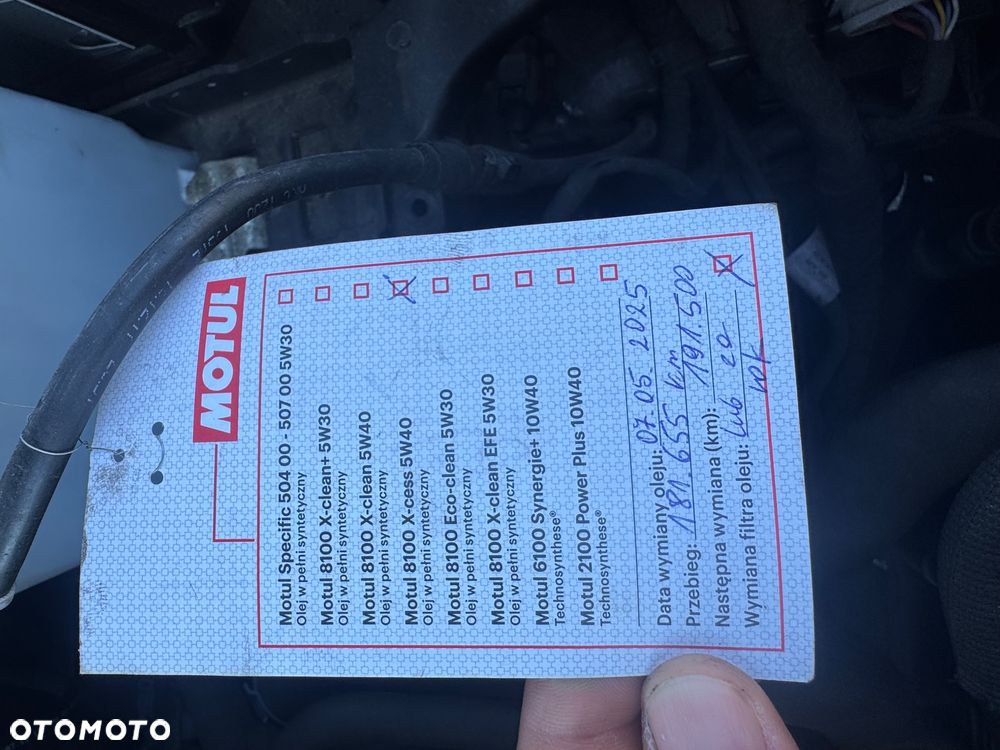 MOTUL
Motul Specific 504 00 - 507 00 5W30
Olej w pełni syntetyczny
Motul 8100 X-clean+ 5W30
Olej w pełni syntetyczny
Motul 8100 X-clean 5W40
Olej w pełni syntetyczny
Motul 8100 X-cess 5W40
Olej w pełni syntetyczny
Motul 8100 Eco-clean 5W30
Olej w pełni syntetyczny
Motul 8100 X-clean EFE 5W30
Olej w pełni syntetyczny
Motul 6100 Synergie+ 10W40
Technosynthese®
Motul 2100 Power Plus 10W40
Technosynthese®
Data wymiany oleju: 07.05.2025
Przebieg: 181.655 km
Następna wymiana (km): 191.500
lub za rok
Wymiana filtra oleju:
OTOMOTO